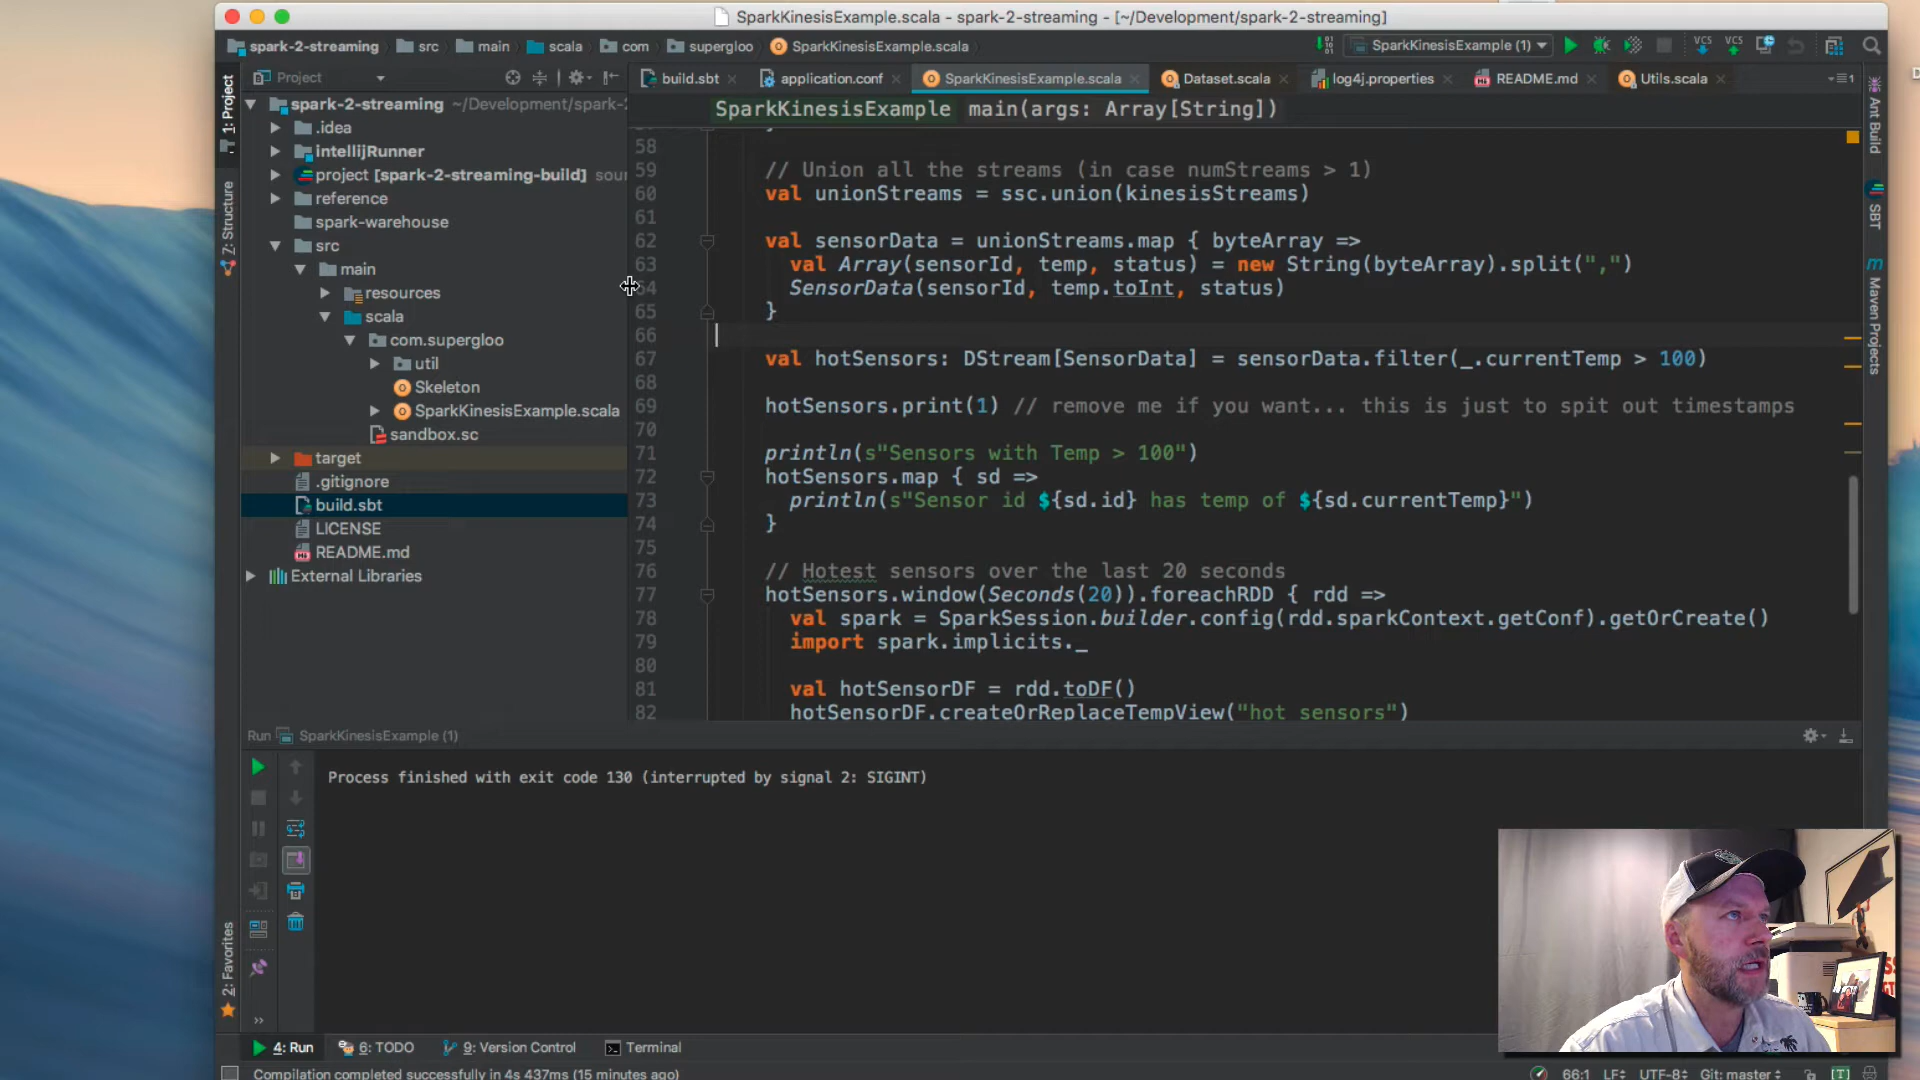 SparkKinesisExample.scala - spark-2-streaming - [~/Development/spark-2-streaming]
spark-2-streaming
src
main
scala
com
supergloo
SparkKinesisExample.scala
SparkKinesisExample (1)
VCS
VCS
Project
build.sbt
application.conf
SparkKinesisExample.scala
Dataset.scala
log4j.properties
README.md
Utils.scala
1: Project
7: Structure
2: Favorites
spark-2-streaming ~/Development/spark-2
.idea
intellijRunner
project [spark-2-streaming-build] sou
reference
spark-warehouse
src
main
resources
scala
com.supergloo
util
Skeleton
SparkKinesisExample.scala
sandbox.sc
target
.gitignore
build.sbt
LICENSE
README.md
External Libraries
SparkKinesisExample main(args: Array[String])
58
59 // Union all the streams (in case numStreams > 1)
60 val unionStreams = ssc.union(kinesisStreams)
61
62 val sensorData = unionStreams.map { byteArray =>
63 val Array(sensorId, temp, status) = new String(byteArray).split(",")
64 SensorData(sensorId, temp.toInt, status)
65 }
66
67 val hotSensors: DStream[SensorData] = sensorData.filter(_.currentTemp > 100)
68
69 hotSensors.print(1) // remove me if you want... this is just to spit out timestamps
70
71 println(s"Sensors with Temp > 100")
72 hotSensors.map { sd =>
73 println(s"Sensor id ${sd.id} has temp of ${sd.currentTemp}")
74 }
75
76 // Hotest sensors over the last 20 seconds
77 hotSensors.window(Seconds(20)).foreachRDD { rdd =>
78 val spark = SparkSession.builder.config(rdd.sparkContext.getConf).getOrCreate()
79 import spark.implicits._
80
81 val hotSensorDF = rdd.toDF()
82 hotSensorDF.createOrReplaceTempView("hot_sensors")
Ant Build
SBT
Maven Projects
Run SparkKinesisExample (1)
Process finished with exit code 130 (interrupted by signal 2: SIGINT)
4: Run
6: TODO
9: Version Control
Terminal
Compilation completed successfully in 4s 437ms (15 minutes ago)
66:1 LF UTF-8 Git: master